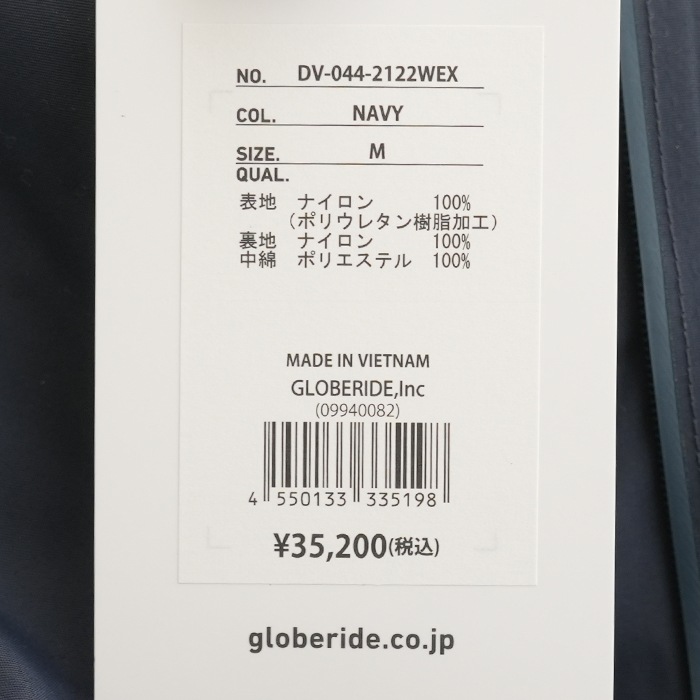 NO. DV-044-2122WEX
COL. NAVY
SIZE. M
QUAL.
表地 ナイロン 100%
(ポリウレタン樹脂加工)
裏地 ナイロン 100%
中綿 ポリエステル 100%
MADE IN VIETNAM
GLOBERIDE,Inc
(09940082)
4 550133 335198
¥35,200(税込)
globeride.co.jp